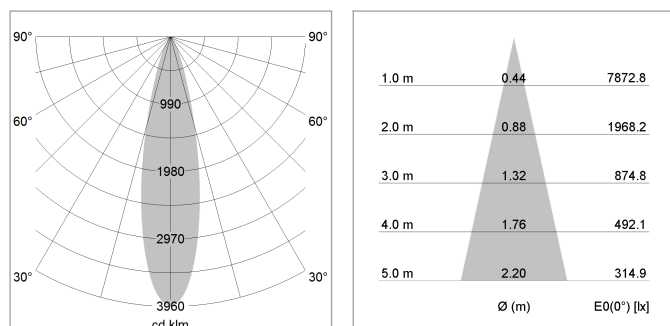 90° 90°
990
60° 60°
1980
2970
30° 30°
3960
cd klm
1.0 m 0.44 7872.8
2.0 m 0.88 1968.2
3.0 m 1.32 874.8
4.0 m 1.76 492.1
5.0 m 2.20 314.9
Ø (m) E0(0°) [lx]